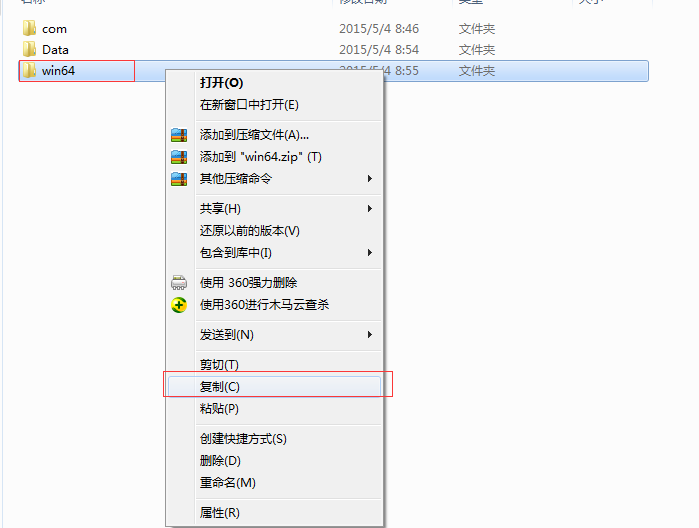 com 2015/5/4 8:46 文件夹
Data 2015/5/4 8:54 文件夹
win64 2015/5/4 8:55 文件夹
打开(O)
在新窗口中打开(E)
添加到压缩文件(A)...
添加到 "win64.zip" (T)
其他压缩命令
共享(H)
还原以前的版本(V)
包含到库中(I)
使用 360强力删除
使用360进行木马云查杀
发送到(N)
剪切(T)
复制(C)
粘贴(P)
创建快捷方式(S)
删除(D)
重命名(M)
属性(R)